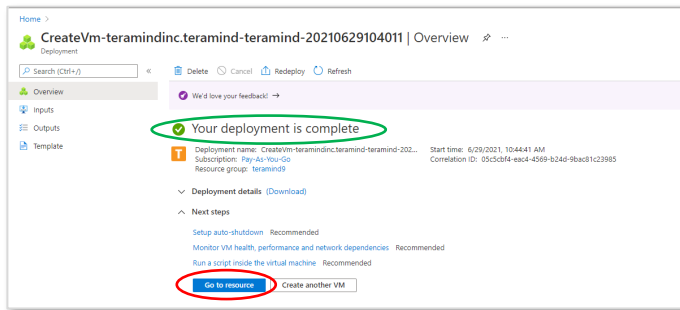 Home >
CreateVm-teramindinc.teramind-teramind-20210629104011 | Overview
Deployment
Search (Ctrl+/)
«
Delete
Cancel
Redeploy
Refresh
Overview
Inputs
Outputs
Template
We'd love your feedback! →
Your deployment is complete
T
Deployment name: CreateVm-teramindinc.teramind-teramind-202... Start time: 6/29/2021, 10:44:41 AM
Subscription: Pay-As-You-Go Correlation ID: 05c5cbf4-eac4-4569-b24d-9bac81c23985
Resource group: teramind9
Deployment details (Download)
Next steps
Setup auto-shutdown Recommended
Monitor VM health, performance and network dependencies Recommended
Run a script inside the virtual machine Recommended
Go to resource
Create another VM